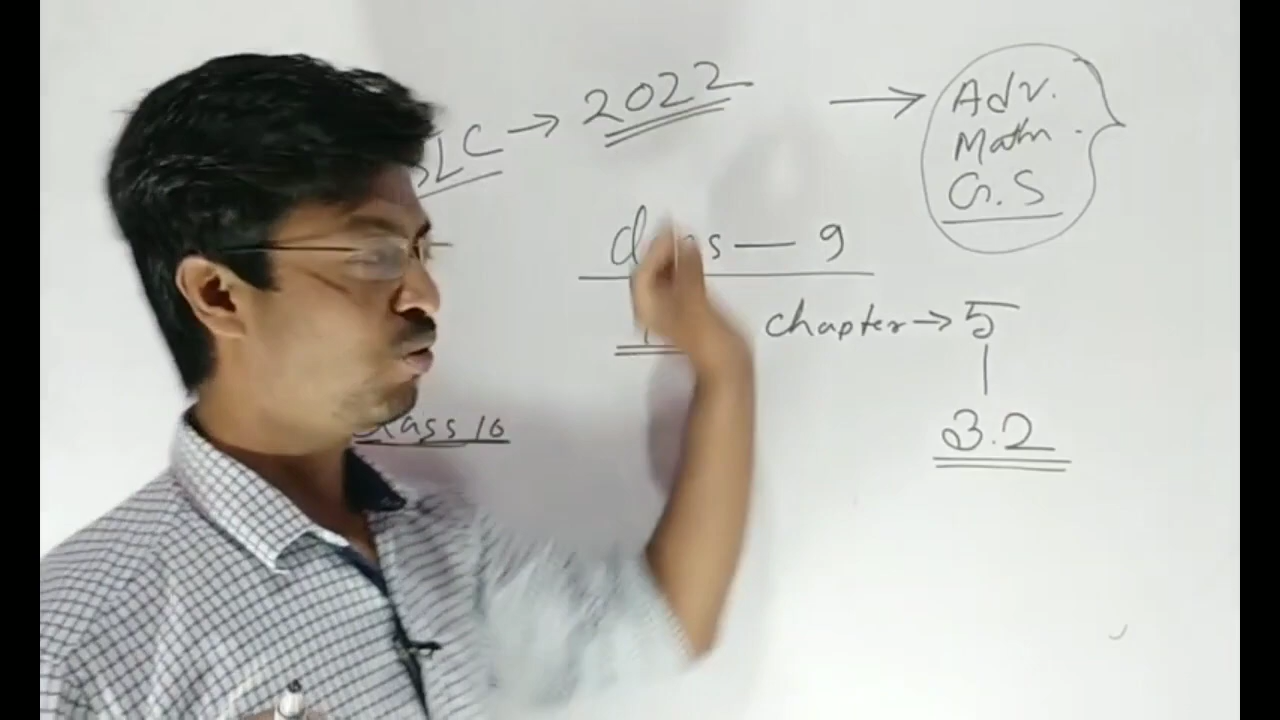 SLC → 2022 → Adv.
Math.
G.S
class — 9
chapter → 5
3.2
class 10